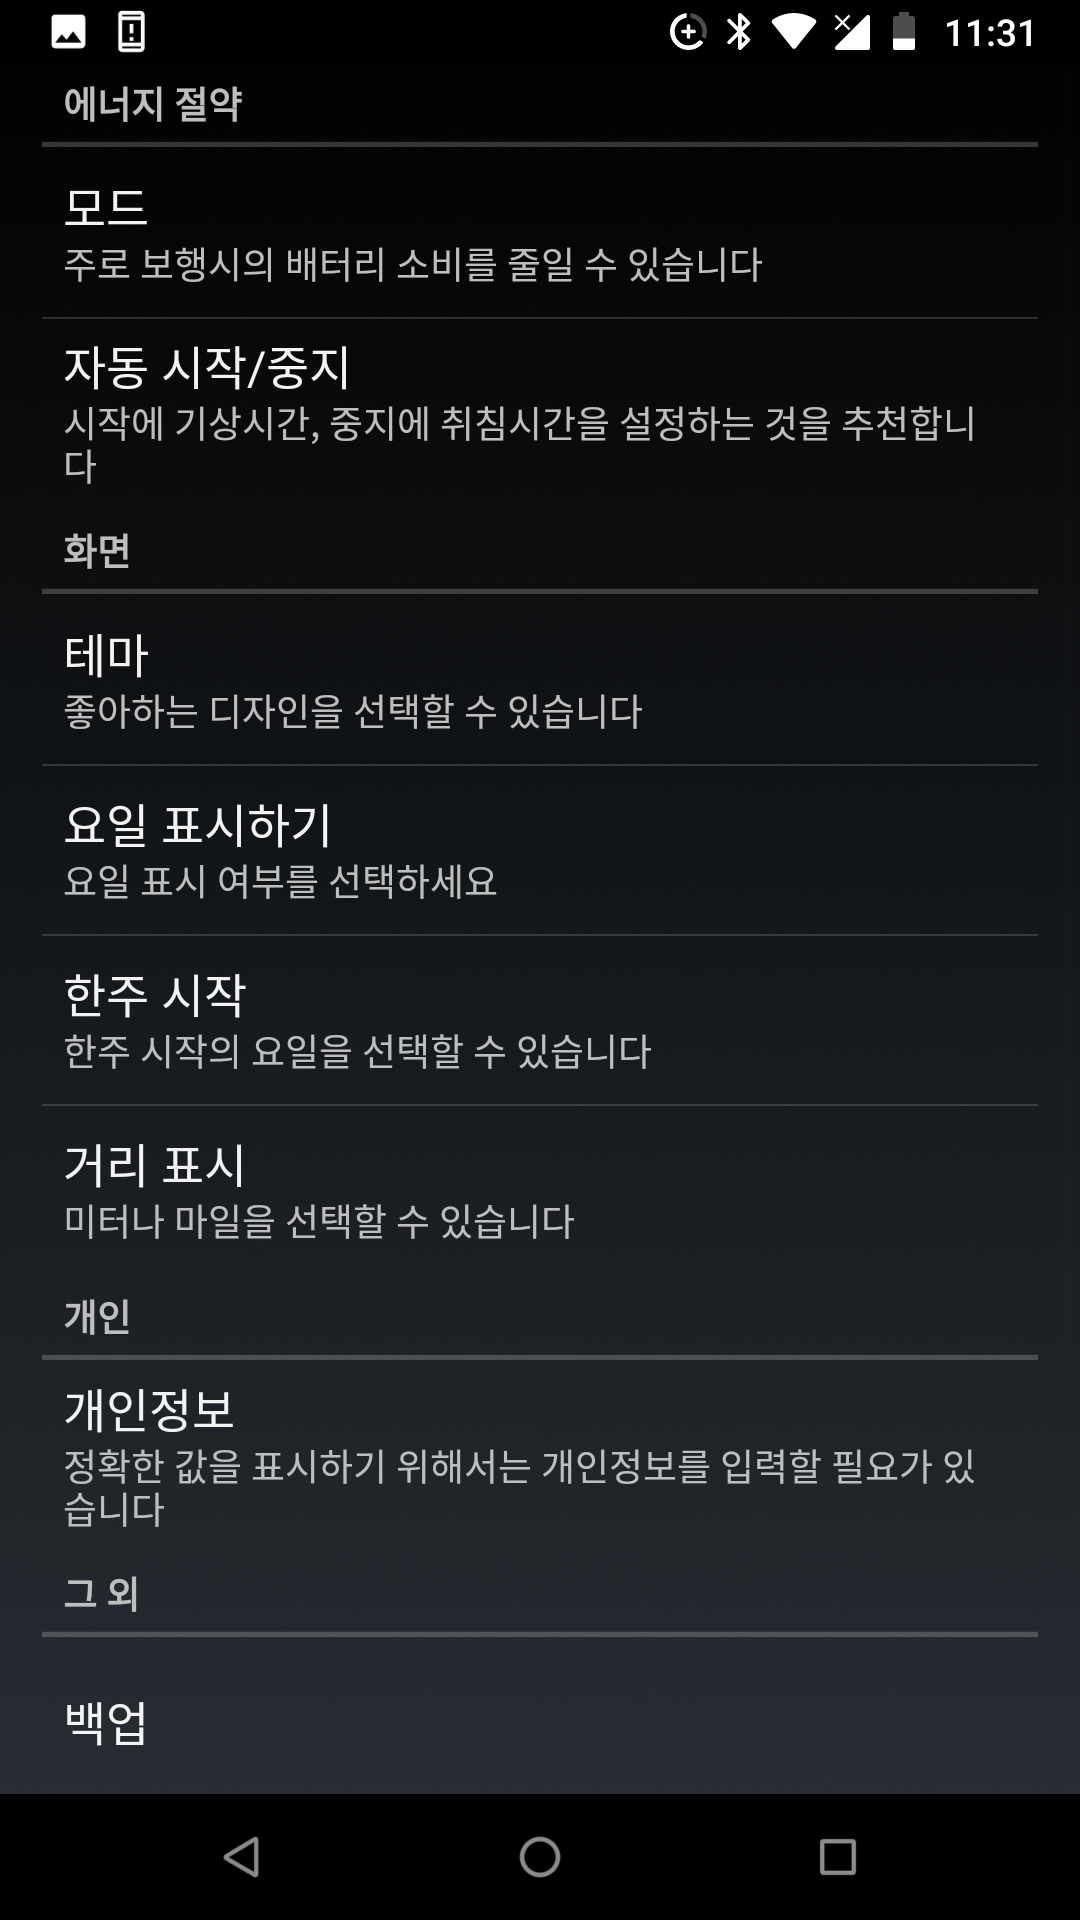 11:31
에너지 절약
모드
주로 보행시의 배터리 소비를 줄일 수 있습니다
자동 시작/중지
시작에 기상시간, 중지에 취침시간을 설정하는 것을 추천합니
다
화면
테마
좋아하는 디자인을 선택할 수 있습니다
요일 표시하기
요일 표시 여부를 선택하세요
한주 시작
한주 시작의 요일을 선택할 수 있습니다
거리 표시
미터나 마일을 선택할 수 있습니다
개인
개인정보
정확한 값을 표시하기 위해서는 개인정보를 입력할 필요가 있
습니다
그 외
백업